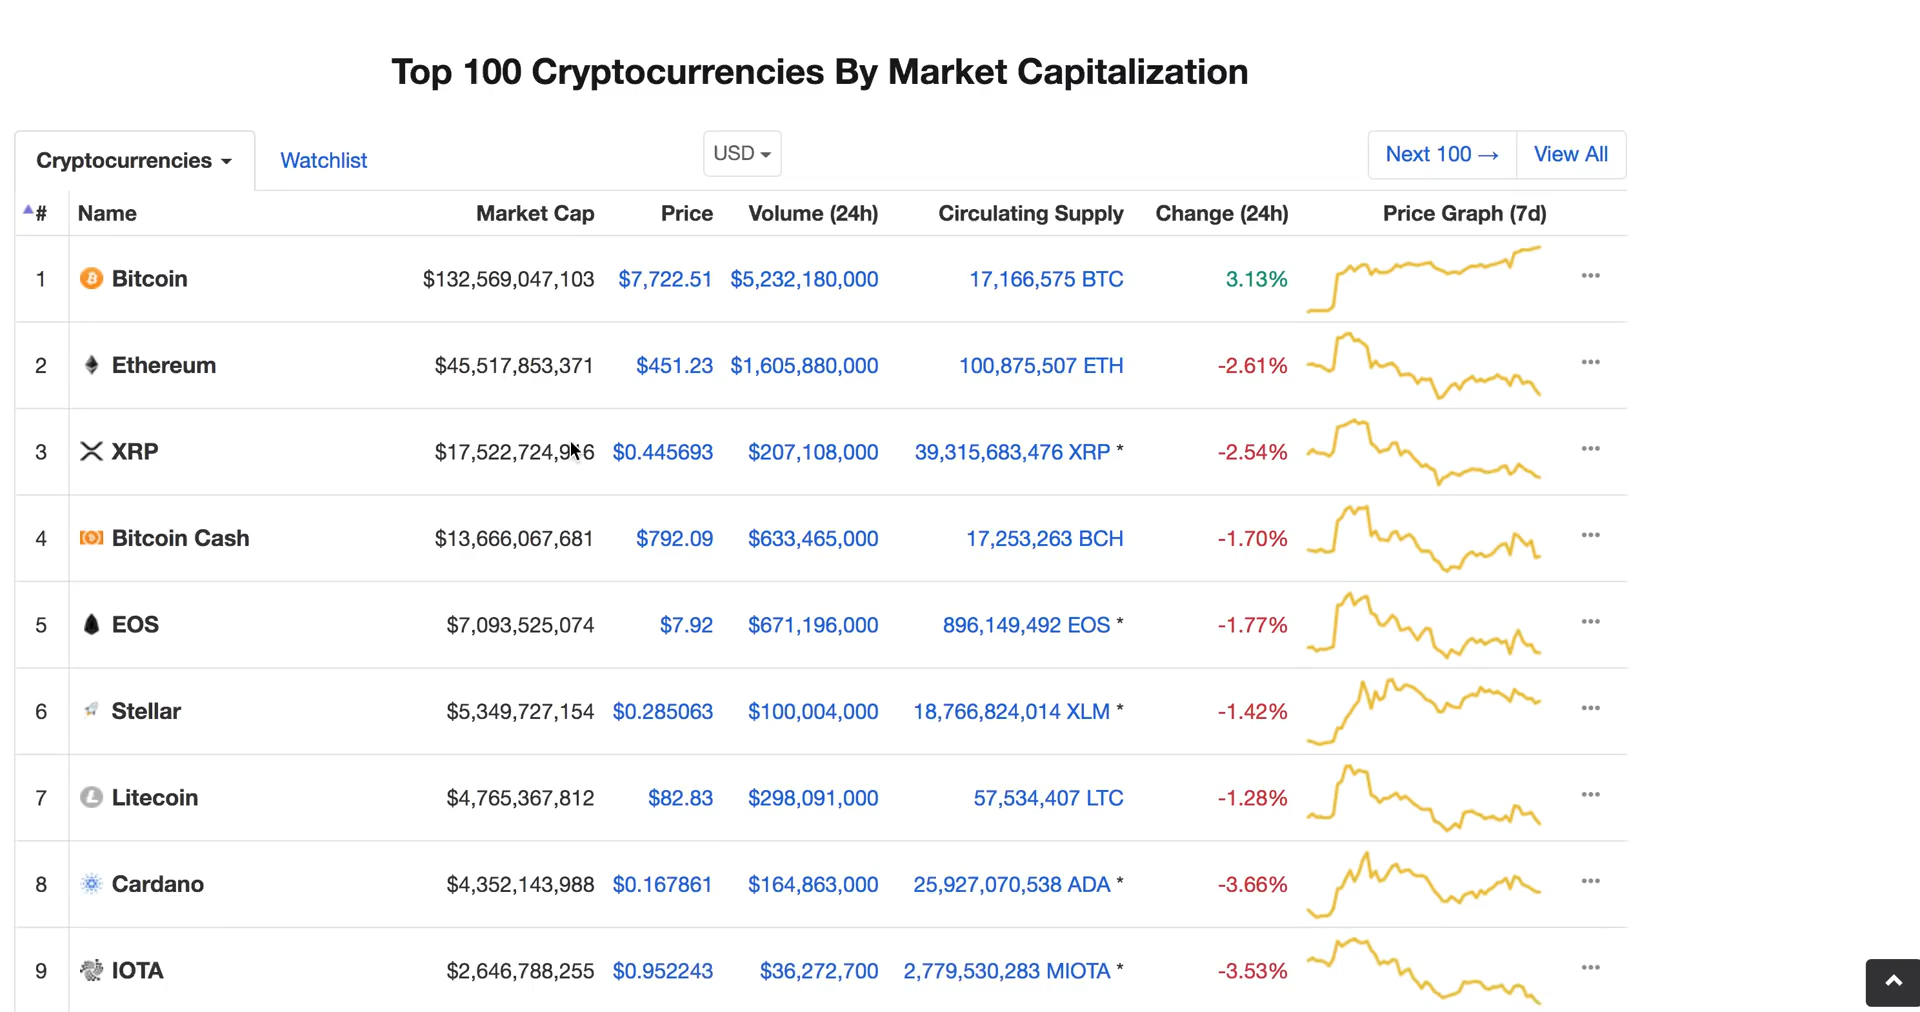 Top 100 Cryptocurrencies By Market Capitalization
Cryptocurrencies Watchlist USD Next 100 → View All
# Name Market Cap Price Volume (24h) Circulating Supply Change (24h) Price Graph (7d)
1 Bitcoin $132,569,047,103 $7,722.51 $5,232,180,000 17,166,575 BTC 3.13%
2 Ethereum $45,517,853,371 $451.23 $1,605,880,000 100,875,507 ETH -2.61%
3 XRP $0.445693 $207,108,000 39,315,683,476 XRP * -2.54%
4 Bitcoin Cash $13,666,067,681 $792.09 $633,465,000 17,253,263 BCH -1.70%
5 EOS $7,093,525,074 $7.92 $671,196,000 896,149,492 EOS * -1.77%
6 Stellar $5,349,727,154 $0.285063 $100,004,000 18,766,824,014 XLM * -1.42%
7 Litecoin $4,765,367,812 $82.83 $298,091,000 57,534,407 LTC -1.28%
8 Cardano $4,352,143,988 $0.167861 $164,863,000 25,927,070,538 ADA * -3.66%
9 IOTA $2,646,788,255 $0.952243 $36,272,700 2,779,530,283 MIOTA * -3.53%